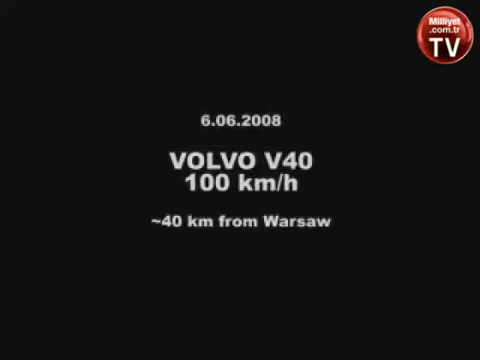 Milliyet
.com.tr
TV
6.06.2008
VOLVO V40
100 km/h
~40 km from Warsaw